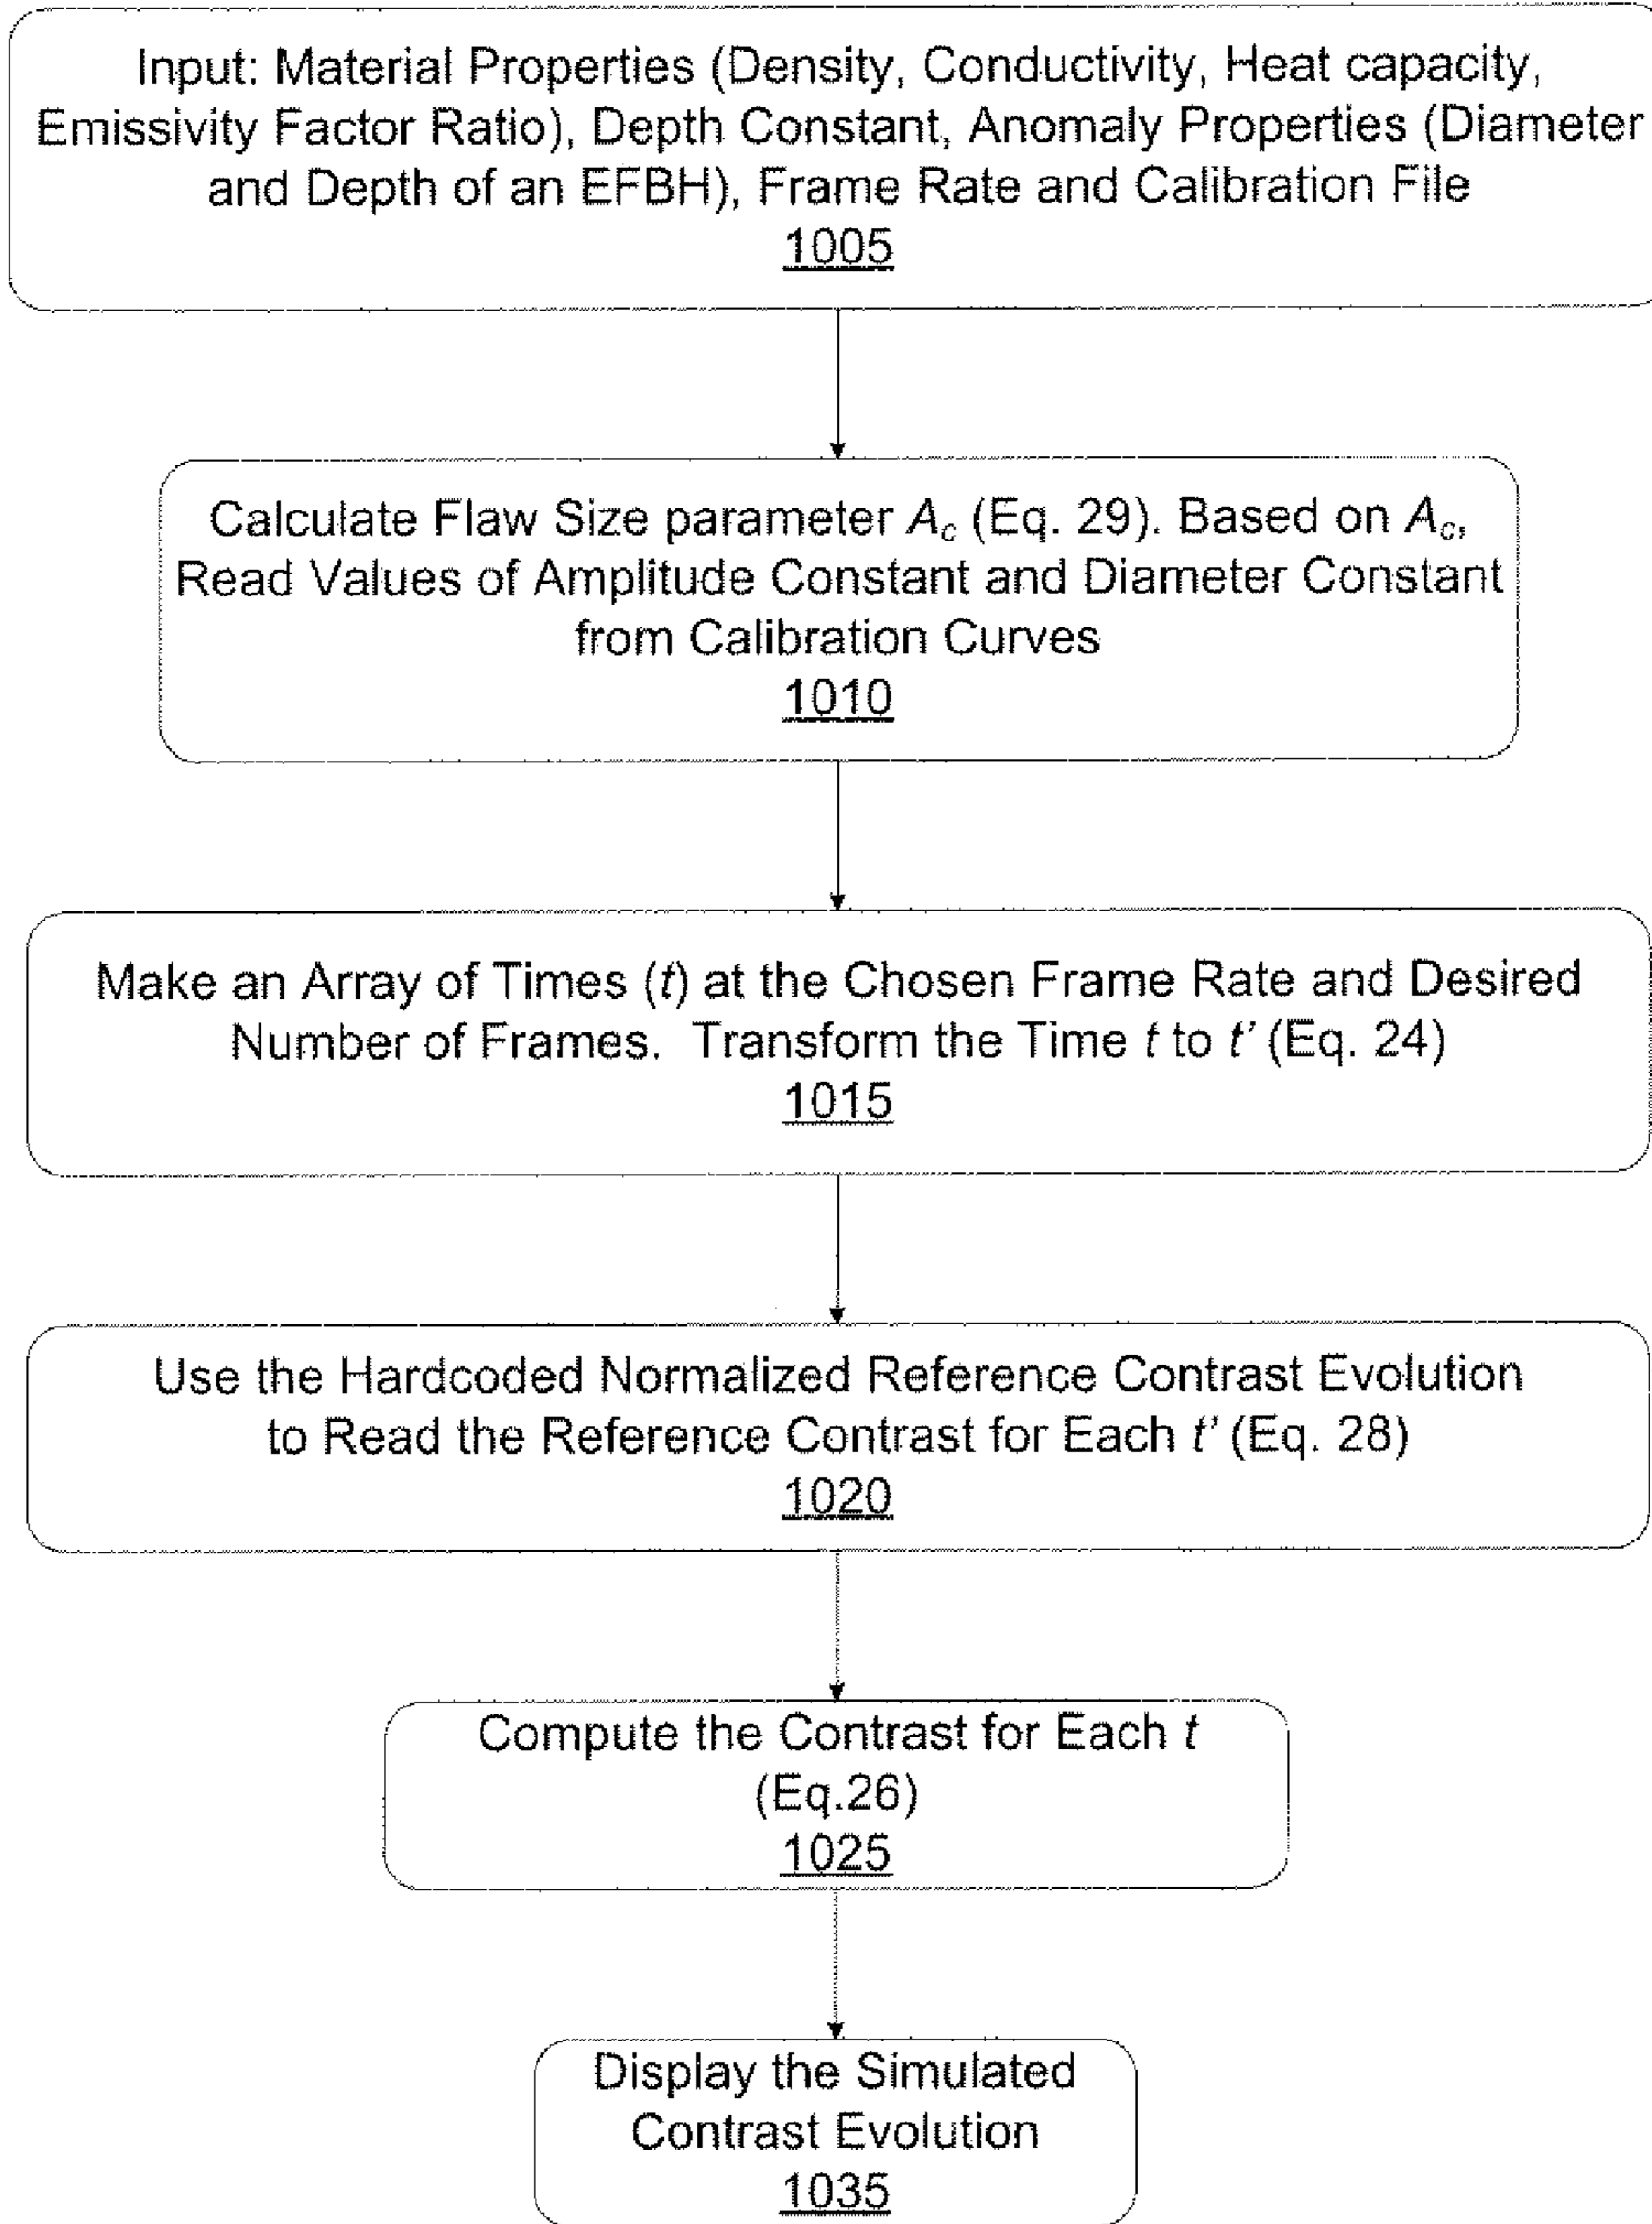 Input: Material Properties (Density, Conductivity, Heat capacity,
Emissivity Factor Ratio), Depth Constant, Anomaly Properties (Diameter
and Depth of an EFBH), Frame Rate and Calibration File
1005
Calculate Flaw Size parameter Ac (Eq. 29). Based on Ac,
Read Values of Amplitude Constant and Diameter Constant
from Calibration Curves
1010
Make an Array of Times (t) at the Chosen Frame Rate and Desired
Number of Frames. Transform the Time t to t' (Eq. 24)
1015
Use the Hardcoded Normalized Reference Contrast Evolution
to Read the Reference Contrast for Each t' (Eq. 28)
1020
Compute the Contrast for Each t
(Eq.26)
1025
Display the Simulated
Contrast Evolution
1035